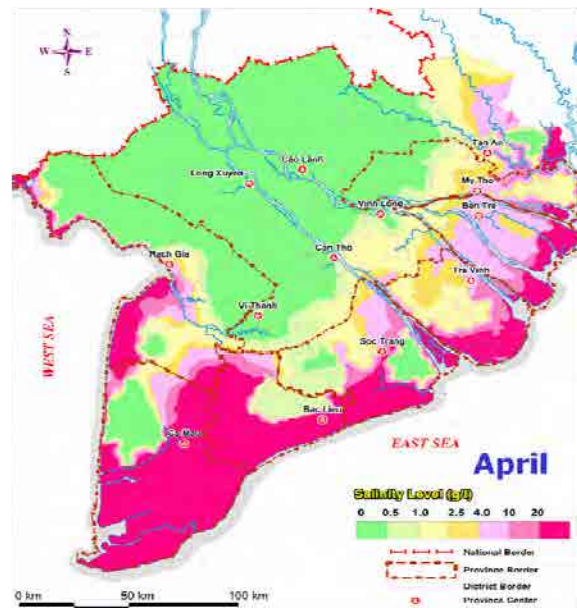 N
W E
S
Tan An
Cao Lãnh
Long Xuyen
My Tho
Ben Tre
Vinh Long
Can Tho
Rach Gia
Tra Vinh
Vi Thanh
Soc Trang
WEST SEA
Bac Lieu
Ca Mau
EAST SEA
April
Salinity Level (g/l)
0 0.5 1.0 2.5 4.0 10 20
National Border
Province Border
District Border
Province Center
0 km 50 km 100 km